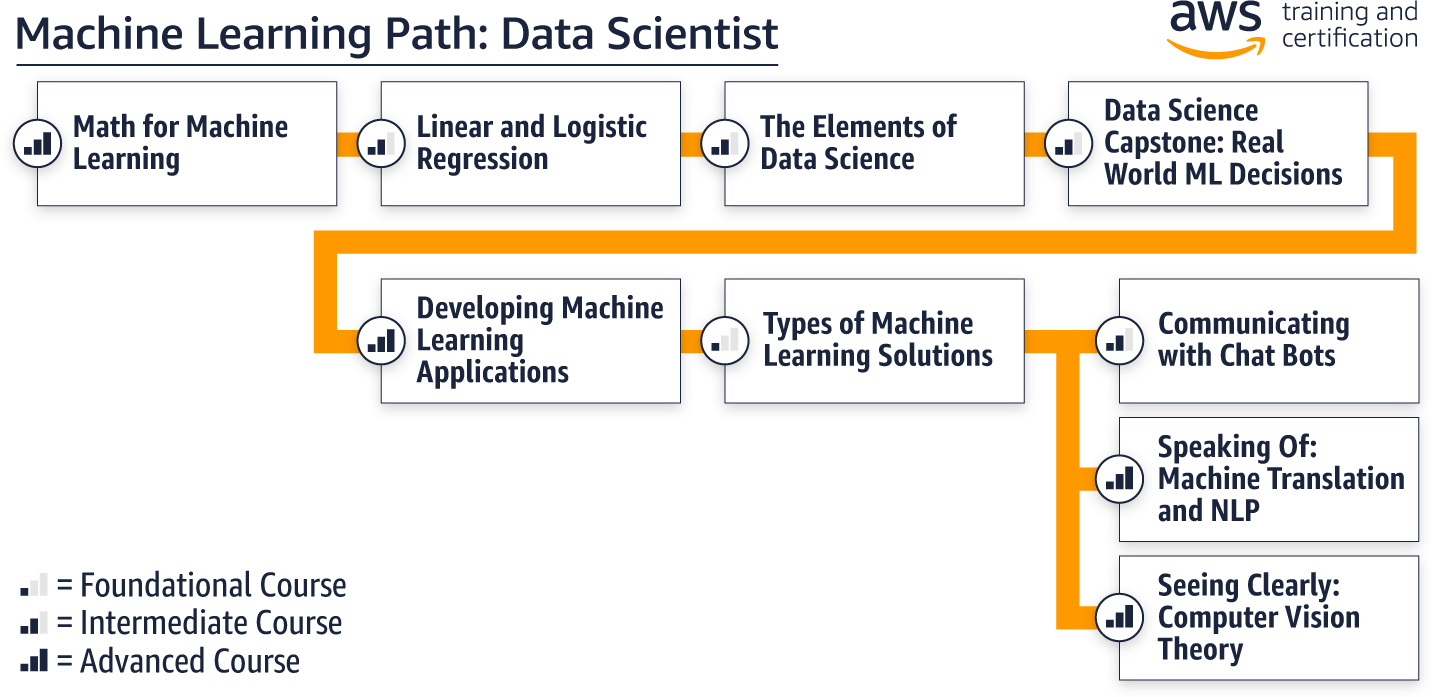 Machine Learning Path: Data Scientist
aws
training and
certification
Math for Machine
Learning
Linear and Logistic
Regression
The Elements of
Data Science
Data Science
Capstone: Real
World ML Decisions
Developing Machine
Learning
Applications
Types of Machine
Learning Solutions
Communicating
with Chat Bots
Speaking Of:
Machine Translation
and NLP
Seeing Clearly:
Computer Vision
Theory
= Foundational Course
= Intermediate Course
= Advanced Course